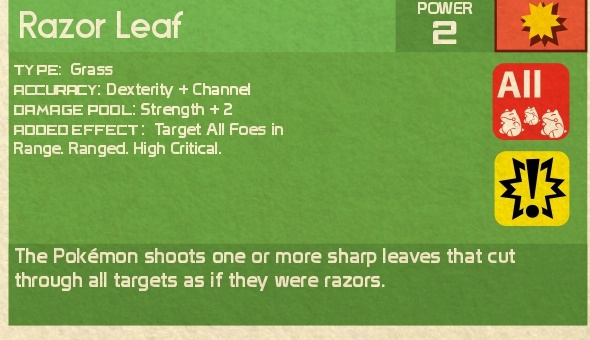 Razor Leaf
POWER
2
TYPE: Grass
ACCURACY: Dexterity + Channel
DAMAGE POOL: Strength + 2
ADDED EFFECT: Target All Foes in
Range. Ranged. High Critical.
All
The Pokémon shoots one or more sharp leaves that cut
through all targets as if they were razors.